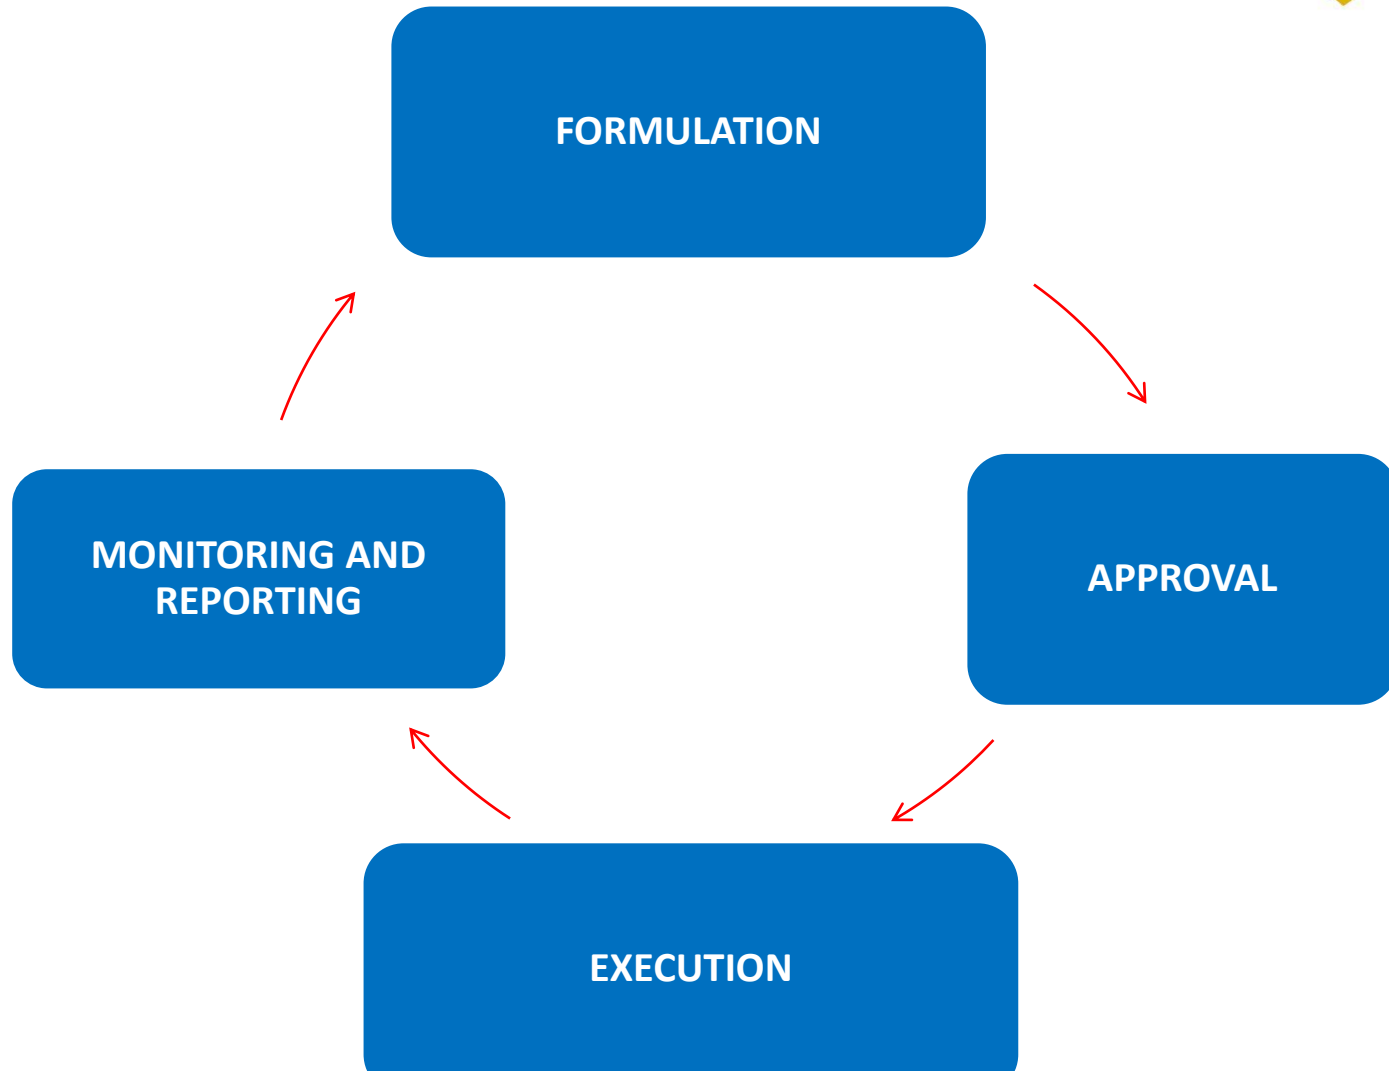 FORMULATION
MONITORING AND
REPORTING
APPROVAL
EXECUTION